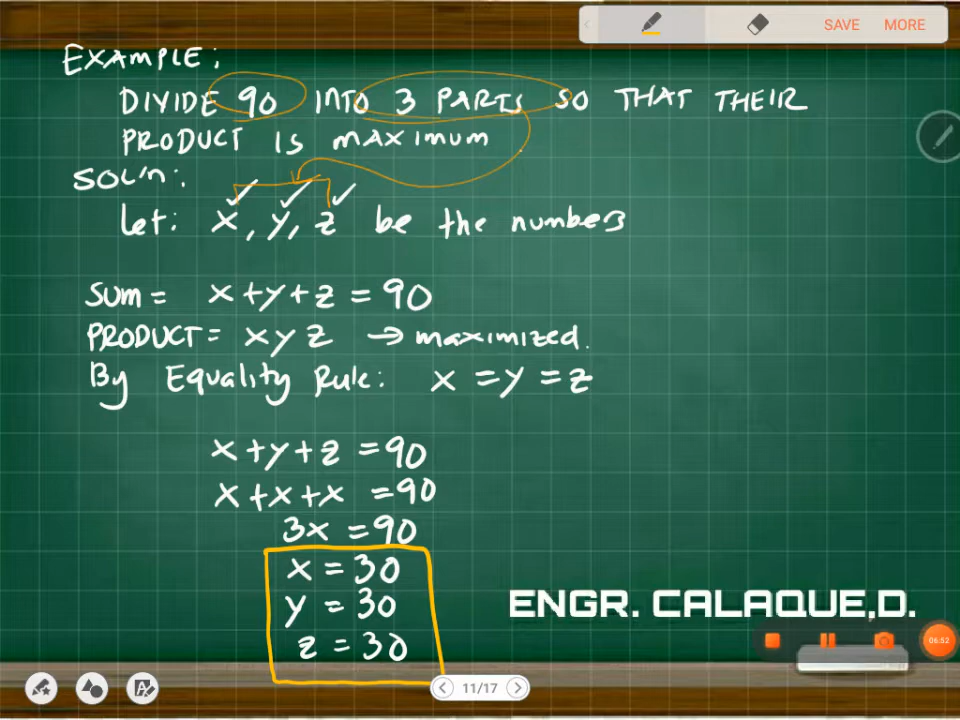 SAVE MORE
EXAMPLE:
DIVIDE 90 INTO 3 PARTS SO THAT THEIR
PRODUCT IS MAXIMUM
SOL'N:
Let: x, y, z be the numbers
SUM = x + y + z = 90
PRODUCT = x y z → maximized.
By Equality Rule: x = y = z
x + y + z = 90
x + x + x = 90
3x = 90
x = 30
y = 30
z = 30
ENGR. CALAQUE,D.
06:52
11/17